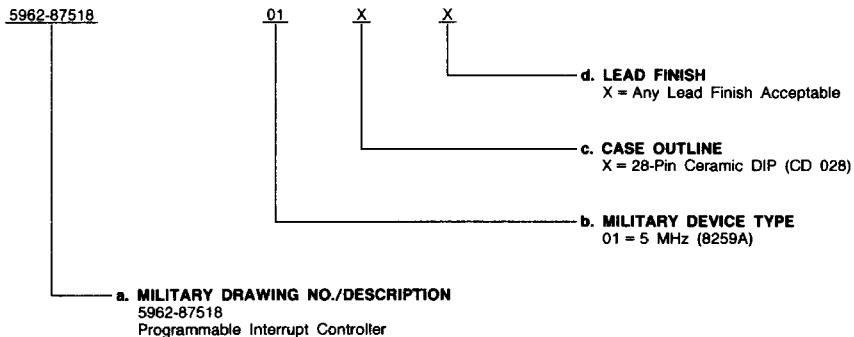 5962-87518 01 X X
d. LEAD FINISH
X = Any Lead Finish Acceptable
c. CASE OUTLINE
X = 28-Pin Ceramic DIP (CD 028)
b. MILITARY DEVICE TYPE
01 = 5 MHz (8259A)
a. MILITARY DRAWING NO./DESCRIPTION
5962-87518
Programmable Interrupt Controller